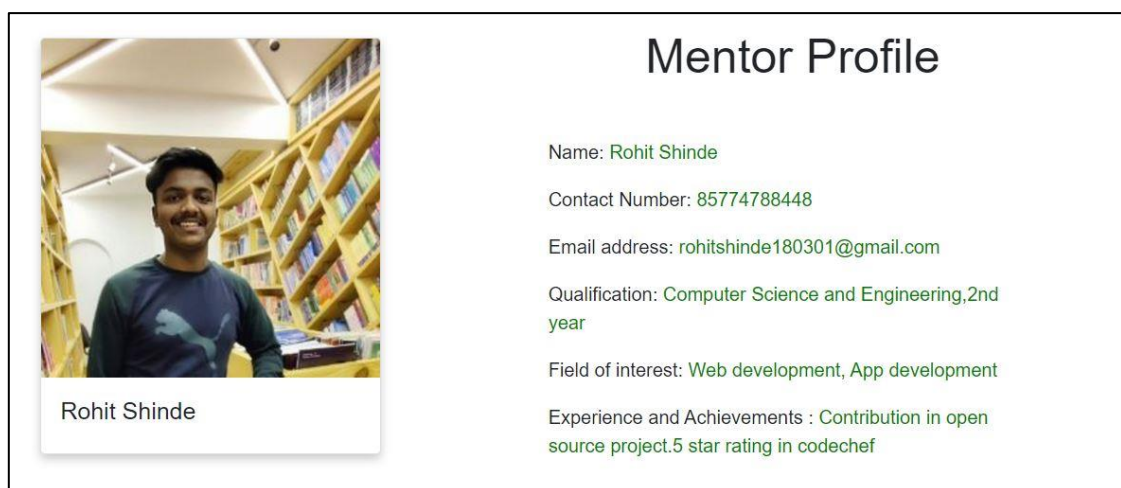 Mentor Profile
Name: Rohit Shinde
Contact Number: 85774788448
Email address: rohitshinde180301@gmail.com
Qualification: Computer Science and Engineering,2nd
year
Field of interest: Web development, App development
Experience and Achievements : Contribution in open
source project.5 star rating in codechef
Rohit Shinde